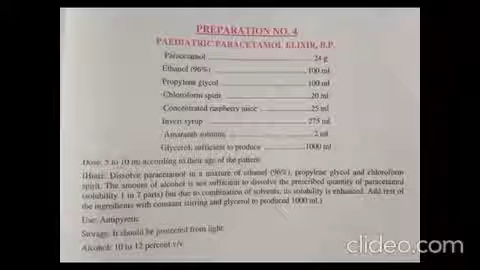 PREPARATION NO. 4
PAEDIATRIC PARACETAMOL ELIXIR, B.P.
Paracetamol ... 24 g
Ethanol (96%) ... 100 ml
Propylene glycol ... 100 ml
Chloroform spirit ... 20 ml
Concentrated raspberry juice ... 25 ml
Invert syrup ... 275 ml
Amaranth solution ... 2 ml
Glycerol, sufficient to produce ... 1000 ml
Dose: 5 to 10 ml according to their age of the patient
(Hints: Dissolve paracetamol in a mixture of ethanol (96%), propylene glycol and chloroform
spirit. The amount of alcohol is not sufficient to dissolve the prescribed quantity of paracetamol
(solubility 1 in 7 parts) but due to combination of solvents, its solubility is enhanced. Add rest of
the ingredients with constant stirring and glycerol to produce 1000 ml.)
Use: Antipyretic
Storage: It should be protected from light
Alcohol: 10 to 12 percent v/v
clideo.com